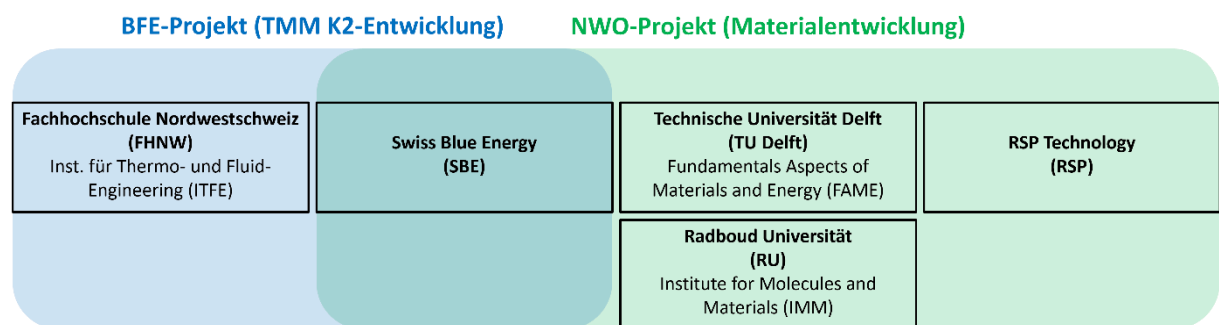 BFE-Projekt (TMM K2-Entwicklung)
NWO-Projekt (Materialentwicklung)
Fachhochschule Nordwestschweiz
(FHNW)
Inst. für Thermo- und Fluid-
Engineering (ITFE)
Swiss Blue Energy
(SBE)
Technische Universität Delft
(TU Delft)
Fundamentals Aspects of
Materials and Energy (FAME)
RSP Technology
(RSP)
Radboud Universität
(RU)
Institute for Molecules and
Materials (IMM)